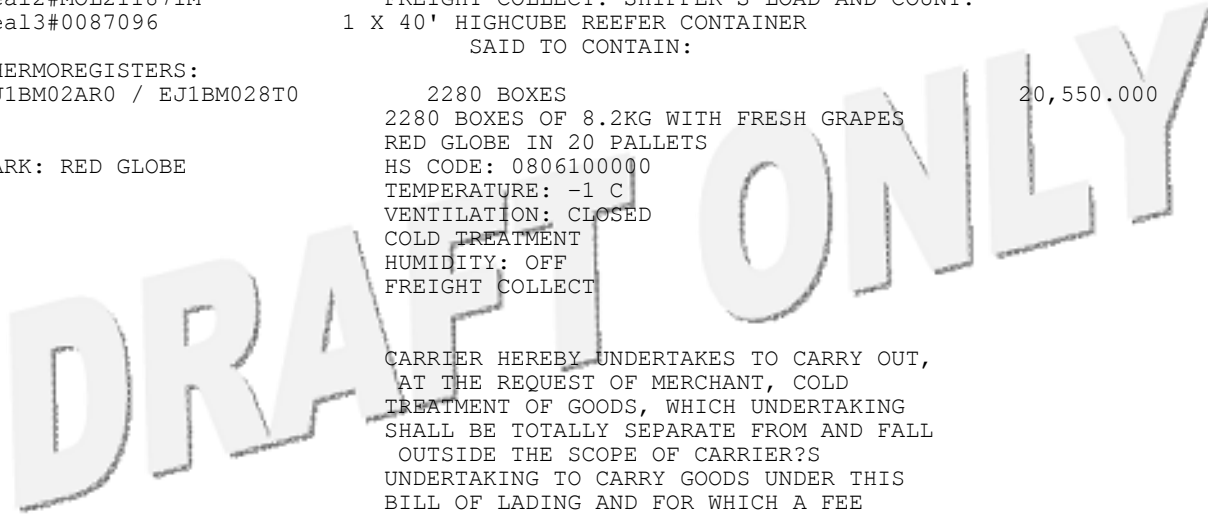 FREIGHT COLLECT. SHIPPER'S LOAD AND COUNT.
eal3#0087096 1 X 40' HIGHCUBE REEFER CONTAINER
SAID TO CONTAIN:
HERMOREGISTERS:
J1BM02AR0 / EJ1BM028T0 2280 BOXES 20,550.000
2280 BOXES OF 8.2KG WITH FRESH GRAPES
RED GLOBE IN 20 PALLETS
ARK: RED GLOBE HS CODE: 0806100000
TEMPERATURE: -1 C
VENTILATION: CLOSED
COLD TREATMENT
HUMIDITY: OFF
FREIGHT COLLECT
CARRIER HEREBY UNDERTAKES TO CARRY OUT,
AT THE REQUEST OF MERCHANT, COLD
TREATMENT OF GOODS, WHICH UNDERTAKING
SHALL BE TOTALLY SEPARATE FROM AND FALL
OUTSIDE THE SCOPE OF CARRIER?S
UNDERTAKING TO CARRY GOODS UNDER THIS
BILL OF LADING AND FOR WHICH A FEE
DRAFT ONLY